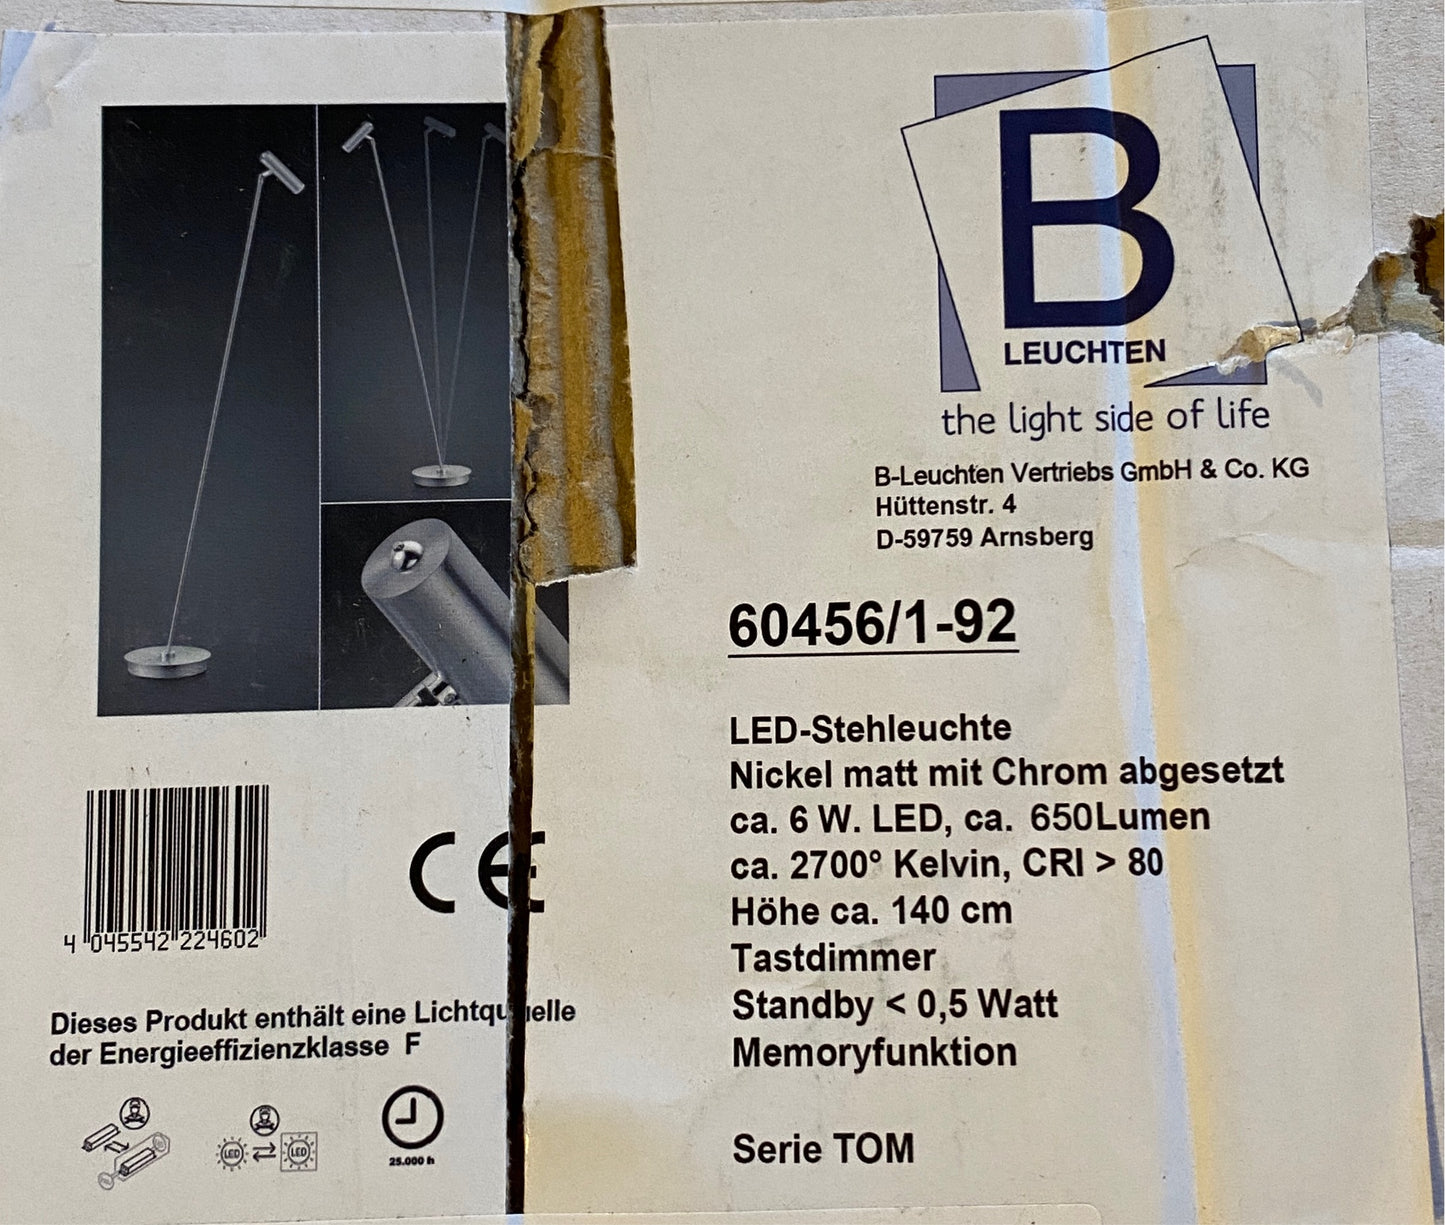 B
LEUCHTEN
the light side of life
B-Leuchten Vertriebs GmbH & Co. KG
Hüttenstr. 4
D-59759 Arnsberg
60456/1-92
LED-Stehleuchte
Nickel matt mit Chrom abgesetzt
ca. 6 W. LED, ca. 650Lumen
ca. 2700° Kelvin, CRI > 80
Höhe ca. 140 cm
Tastdimmer
Standby < 0,5 Watt
Memoryfunktion
Serie TOM
4 045542 224602
CE
Dieses Produkt enthält eine Lichtquelle
der Energieeffizienzklasse F
LED
LED
25.000 h